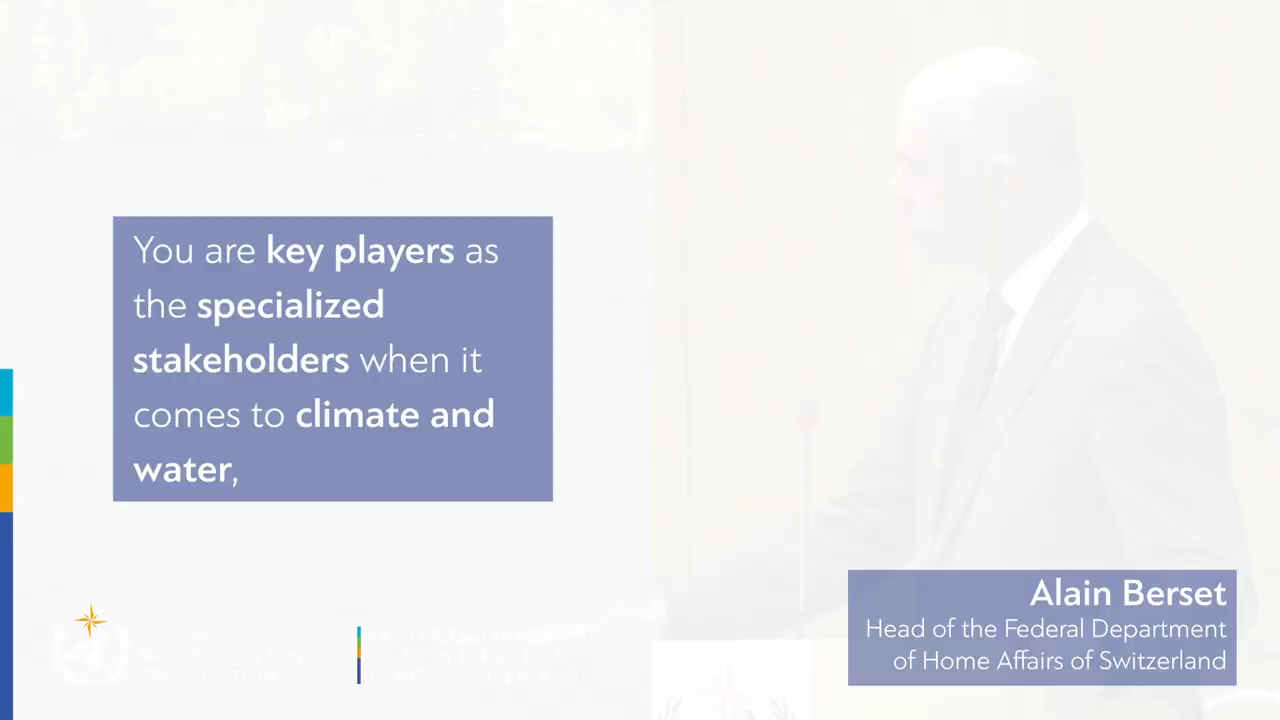 You are key players as
the specialized
stakeholders when it
comes to climate and
water,
Alain Berset
Head of the Federal Department
of Home Affairs of Switzerland